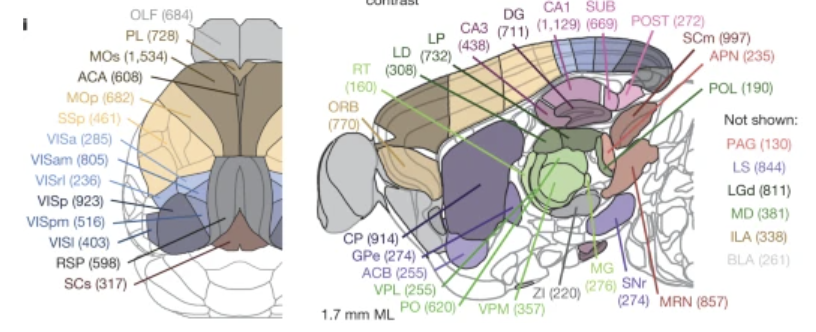 contrast
i
OLF (684)
PL (728)
MOs (1,534)
ACA (608)
MOp (682)
SSp (461)
VISa (285)
VISam (805)
VISrl (236)
VISp (923)
VISpm (516)
VISl (403)
RSP (598)
SCs (317)
RT
(160)
ORB
(770)
LD
(308)
LP
(732)
CA3
(438)
DG
(711)
CA1
(1,129)
SUB
(669)
POST (272)
SCm (997)
APN (235)
POL (190)
Not shown:
PAG (130)
LS (844)
LGd (811)
MD (381)
ILA (338)
BLA (261)
CP (914)
GPe (274)
ACB (255)
VPL (255)
PO (620)
VPM (357)
ZI (220)
MG
(276)
SNr
(274)
MRN (857)
1.7 mm ML